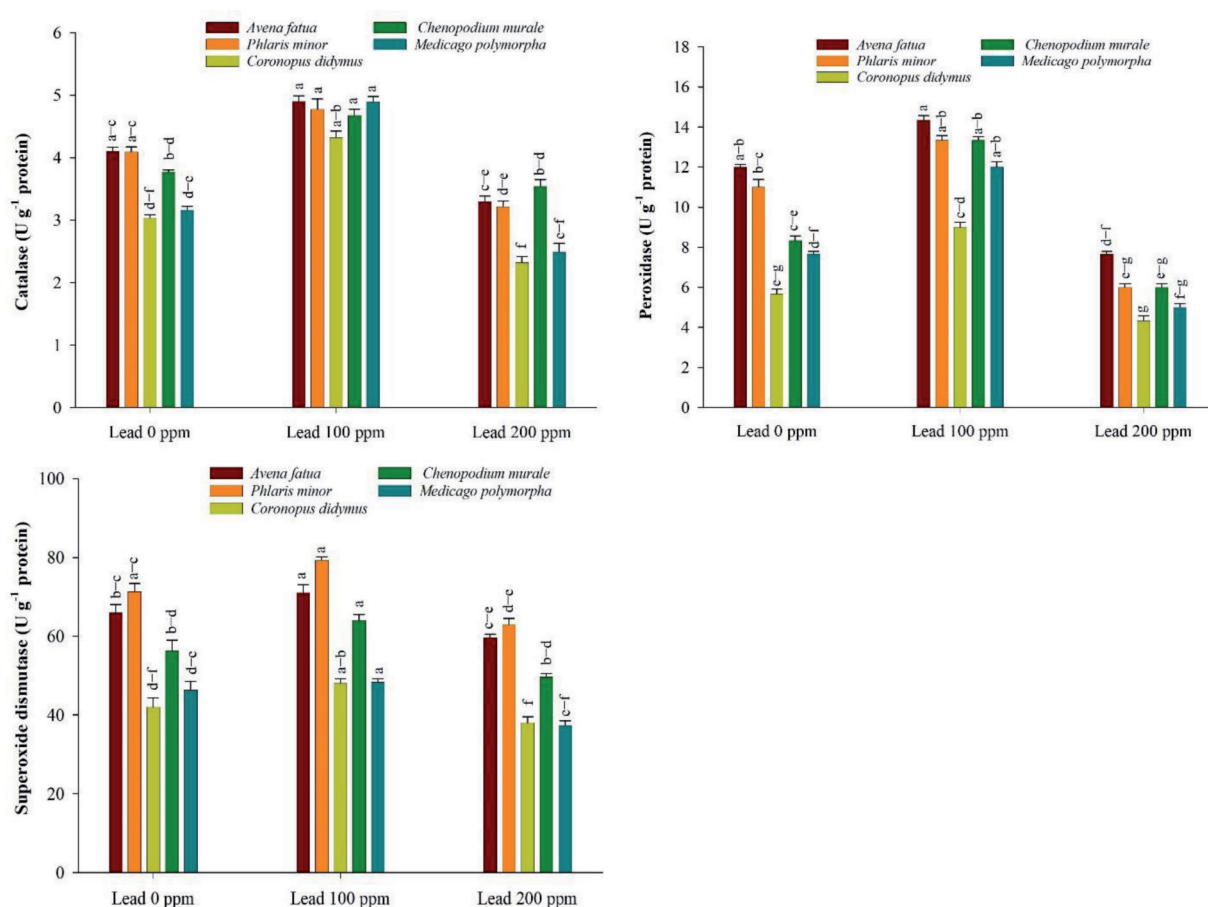 Catalase (U g⁻¹ protein)
6
5
4
3
2
1
0
Avena fatua
Phlaris minor
Coronopus didymus
Chenopodium murale
Medicago polymorpha
a–c
a–c
d–f
b–d
d–e
a
a
a–b
a
a
c–e
d–e
f
b–d
c–f
Lead 0 ppm
Lead 100 ppm
Lead 200 ppm
Peroxidase (U g⁻¹ protein)
18
16
14
12
10
8
6
4
2
0
Avena fatua
Phlaris minor
Coronopus didymus
Chenopodium murale
Medicago polymorpha
a–b
b–c
e–g
c–e
d–f
a
a–b
c–d
a–b
a–b
d–f
e–g
g
e–g
f–g
Lead 0 ppm
Lead 100 ppm
Lead 200 ppm
Superoxide dismutase (U g⁻¹ protein)
100
80
60
40
20
0
Avena fatua
Phlaris minor
Coronopus didymus
Chenopodium murale
Medicago polymorpha
b–c
a–c
d–f
b–d
d–e
a
a
a–b
a
a
c–e
d–e
f
b–d
c–f
Lead 0 ppm
Lead 100 ppm
Lead 200 ppm